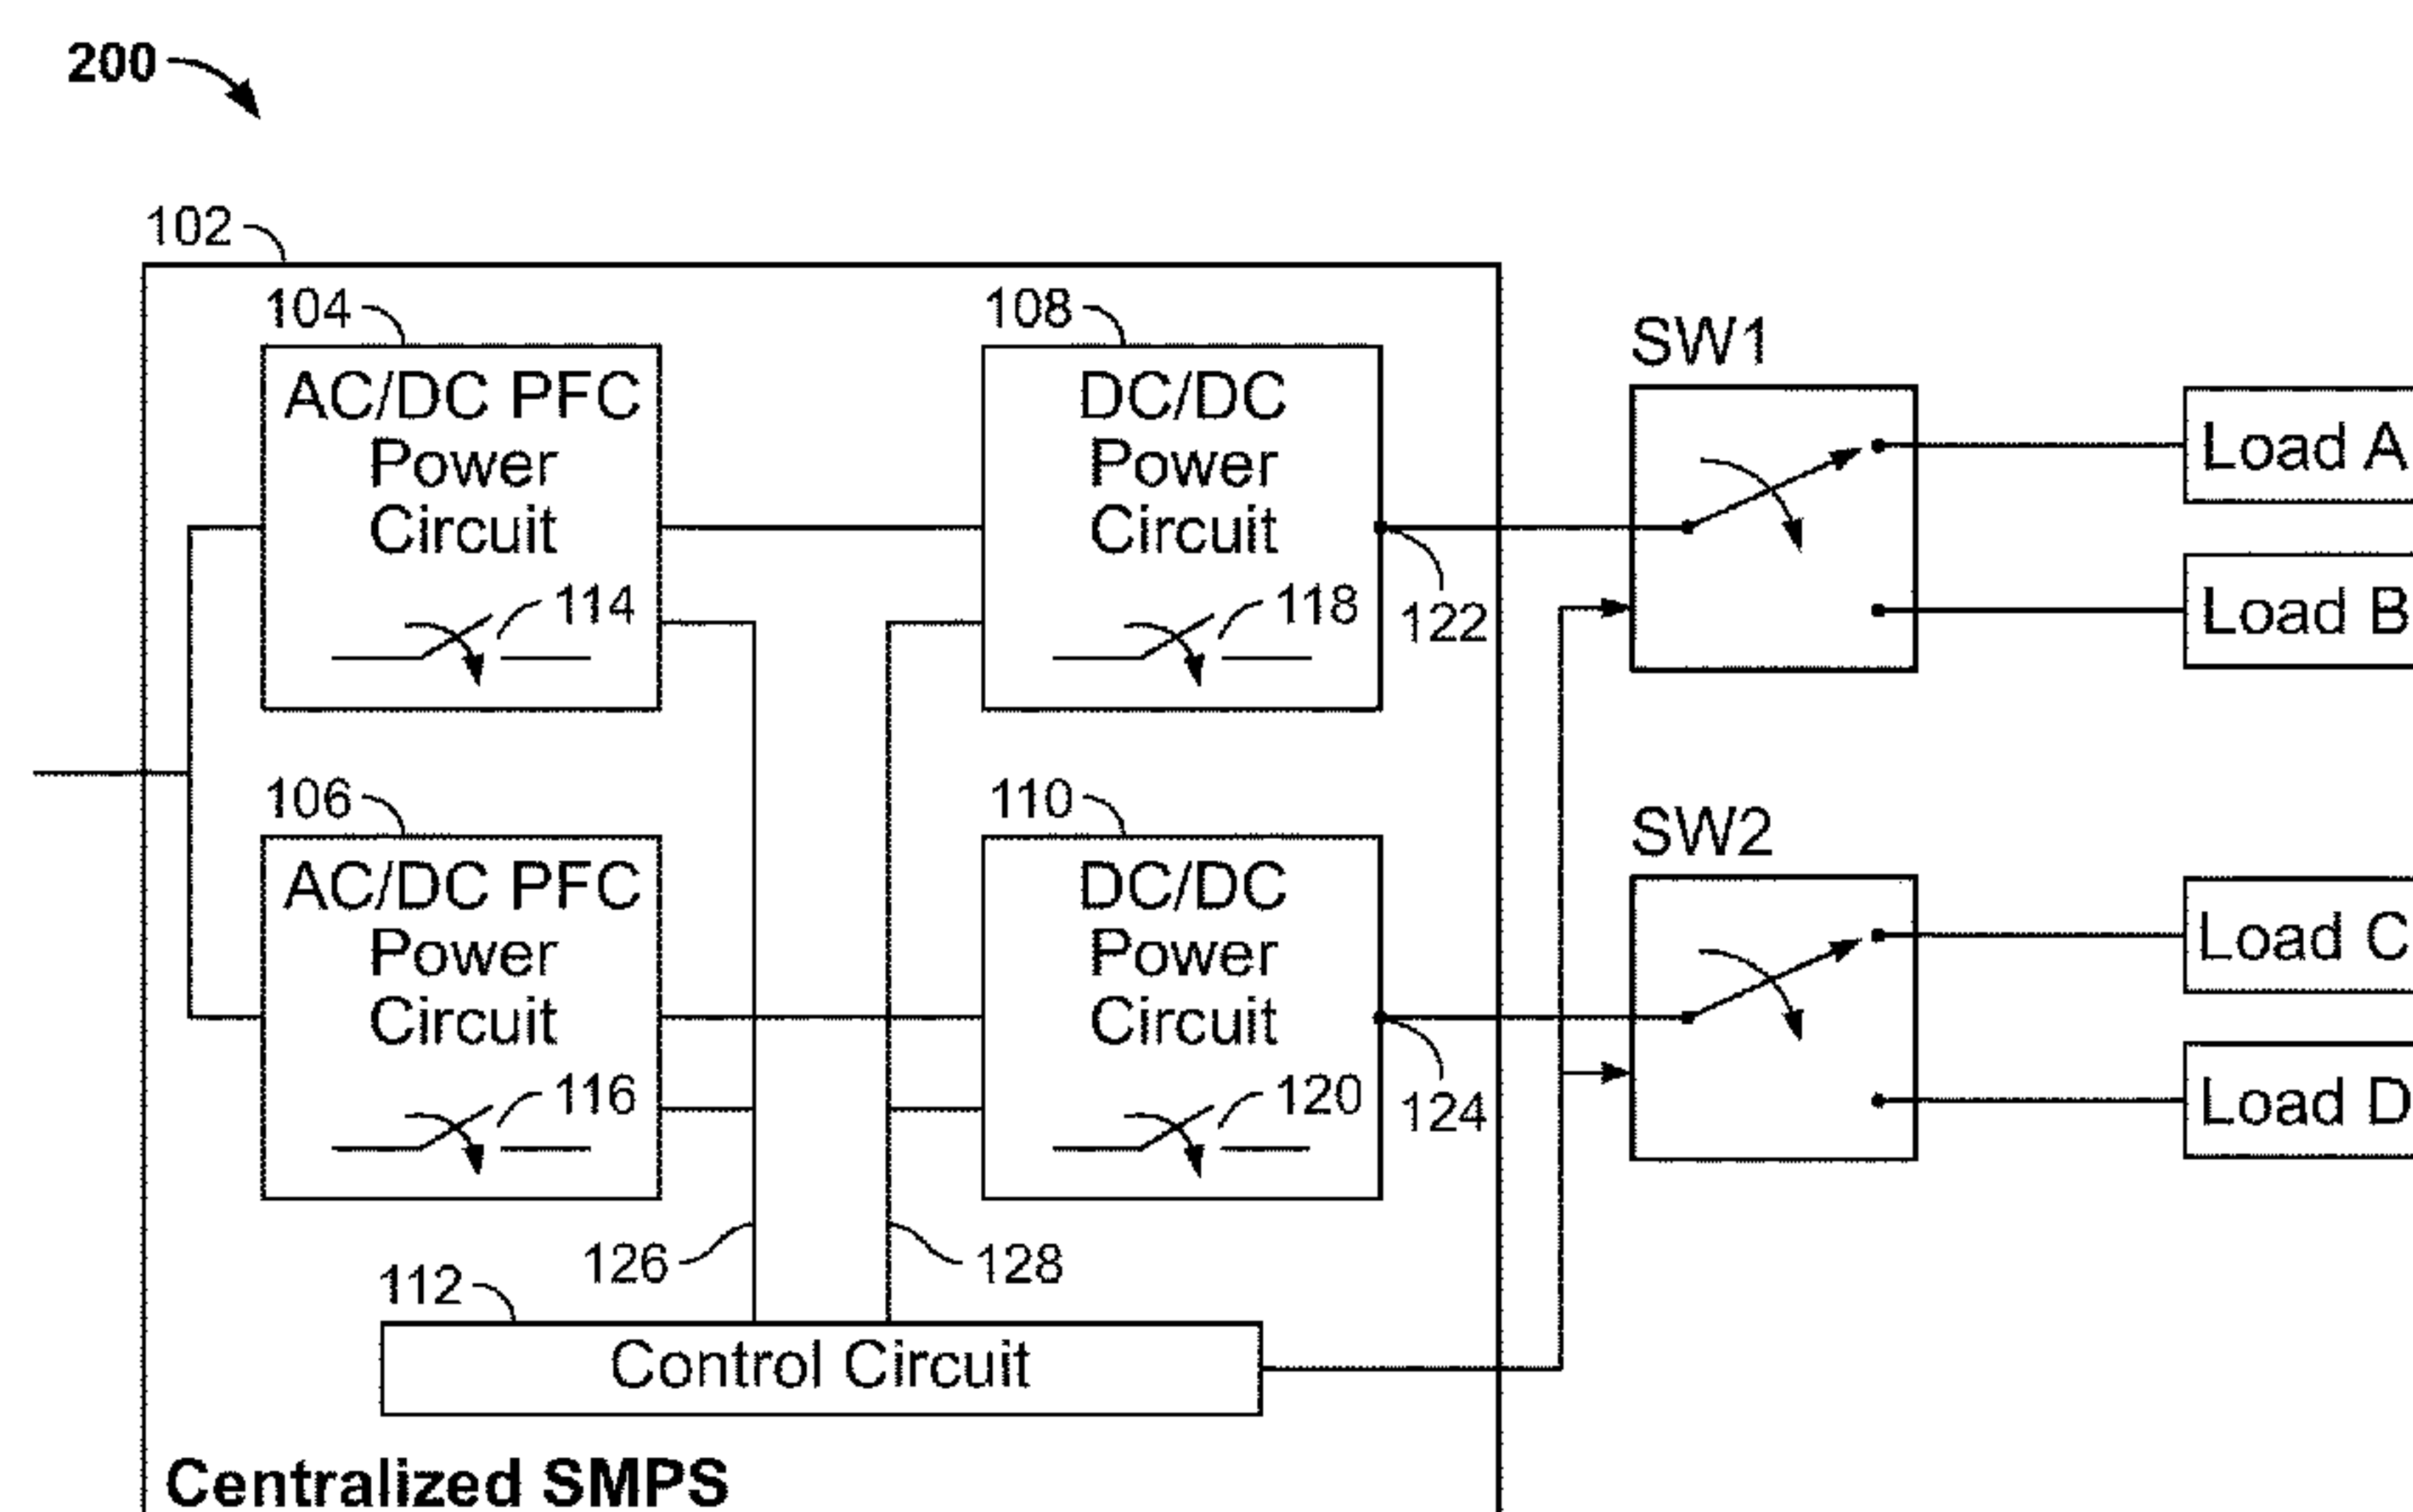 200
102
104
AC/DC PFC
Power
Circuit
114
108
DC/DC
Power
Circuit
118
122
SW1
Load A
Load B
106
AC/DC PFC
Power
Circuit
116
110
DC/DC
Power
Circuit
120
124
SW2
Load C
Load D
126
128
112
Control Circuit
Centralized SMPS